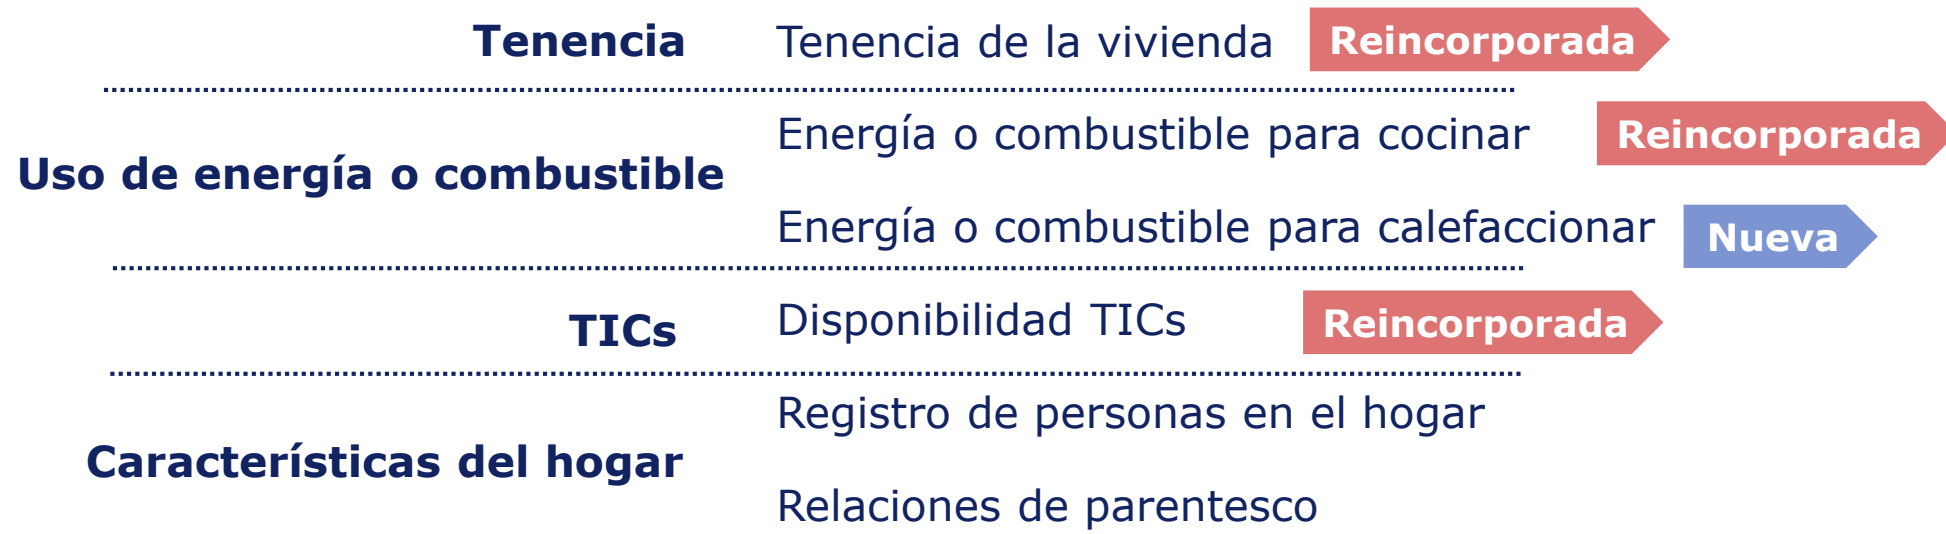 Tenencia Tenencia de la vivienda Reincorporada
Energía o combustible para cocinar Reincorporada
Uso de energía o combustible
Energía o combustible para calefaccionar Nueva
TICs Disponibilidad TICs Reincorporada
Registro de personas en el hogar
Características del hogar
Relaciones de parentesco